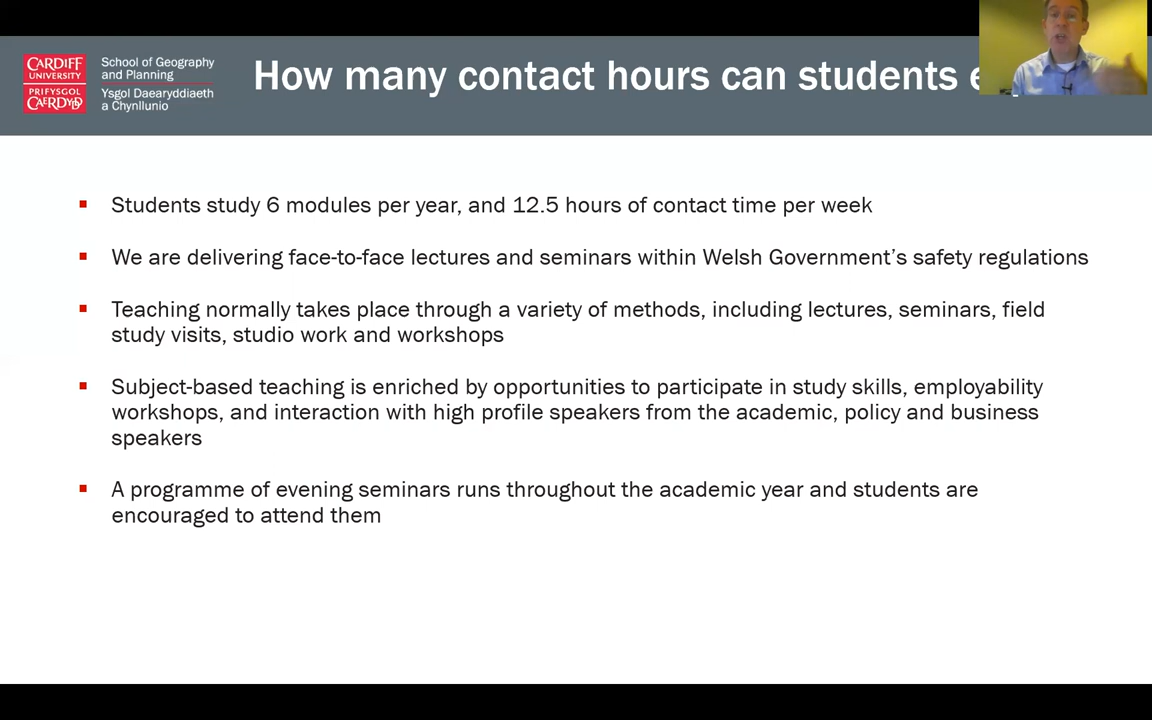 CARDIFF
UNIVERSITY
PRIFYSGOL
CAERDYDD
School of Geography
and Planning
Ysgol Daearyddiaeth
a Chynllunio
How many contact hours can students
Students study 6 modules per year, and 12.5 hours of contact time per week
We are delivering face-to-face lectures and seminars within Welsh Government’s safety regulations
Teaching normally takes place through a variety of methods, including lectures, seminars, field
study visits, studio work and workshops
Subject-based teaching is enriched by opportunities to participate in study skills, employability
workshops, and interaction with high profile speakers from the academic, policy and business
speakers
A programme of evening seminars runs throughout the academic year and students are
encouraged to attend them